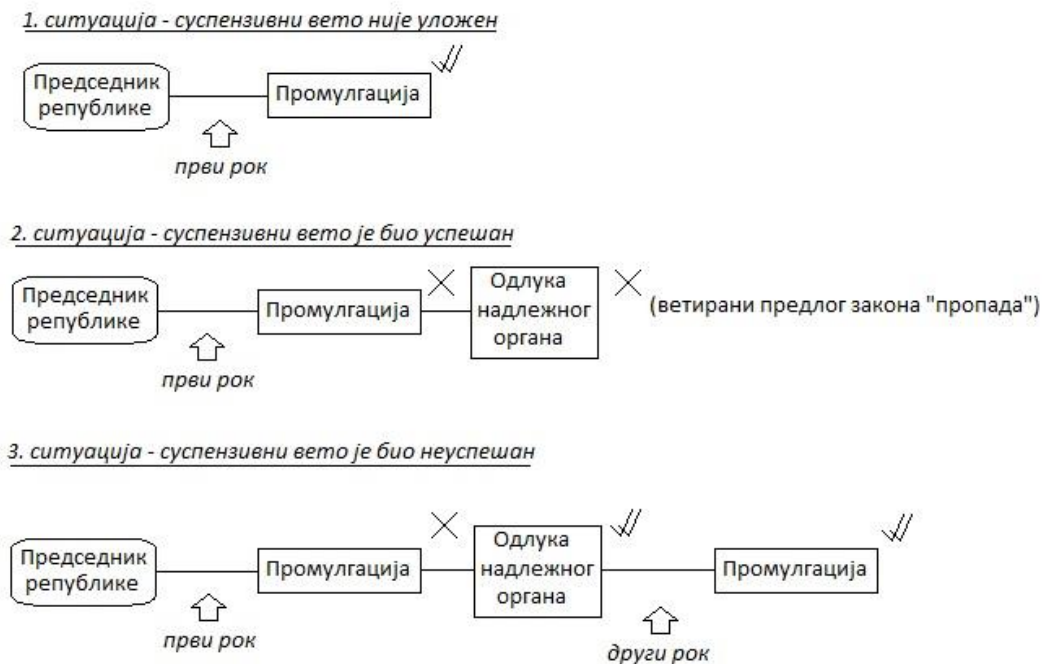 1. ситуација - суспензивни вето није уложен
Председник
републике
Промулгација
први рок
2. ситуација - суспензивни вето је био успешан
Председник
републике
Промулгација
Одлука
надлежног
органа
(ветирани предлог закона "пропада")
први рок
3. ситуација - суспензивни вето је био неуспешан
Председник
републике
Промулгација
Одлука
надлежног
органа
Промулгација
први рок
други рок